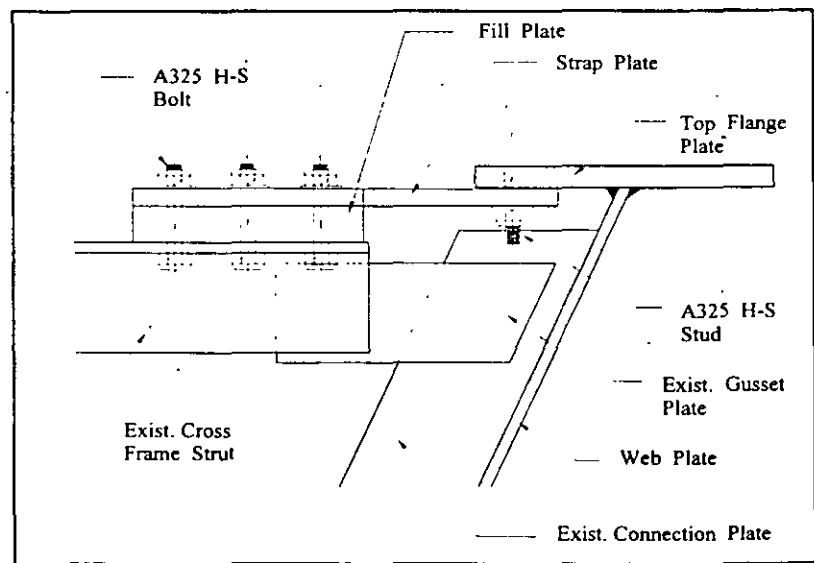 Fill Plate
Strap Plate
A325 H-S
Bolt
Top Flange
Plate
A325 H-S
Stud
Exist. Gusset
Plate
Exist. Cross
Frame Strut
Web Plate
Exist. Connection Plate